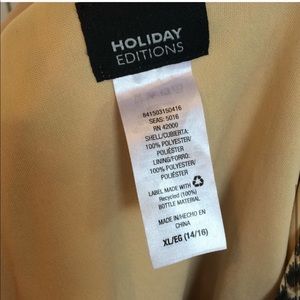 HOLIDAY
EDITIONS
841503150416
SEAS: 5016
RN 42000
SHELL/CUBIERTA:
100% POLYESTER/
POLIÉSTER
LINING/FORRO:
100% POLYESTER/
POLIÉSTER
LABEL MADE WITH
Recycled (100%)
BOTTLE MATERIAL
MADE IN/HECHO EN
CHINA
XL/EG (14/16)